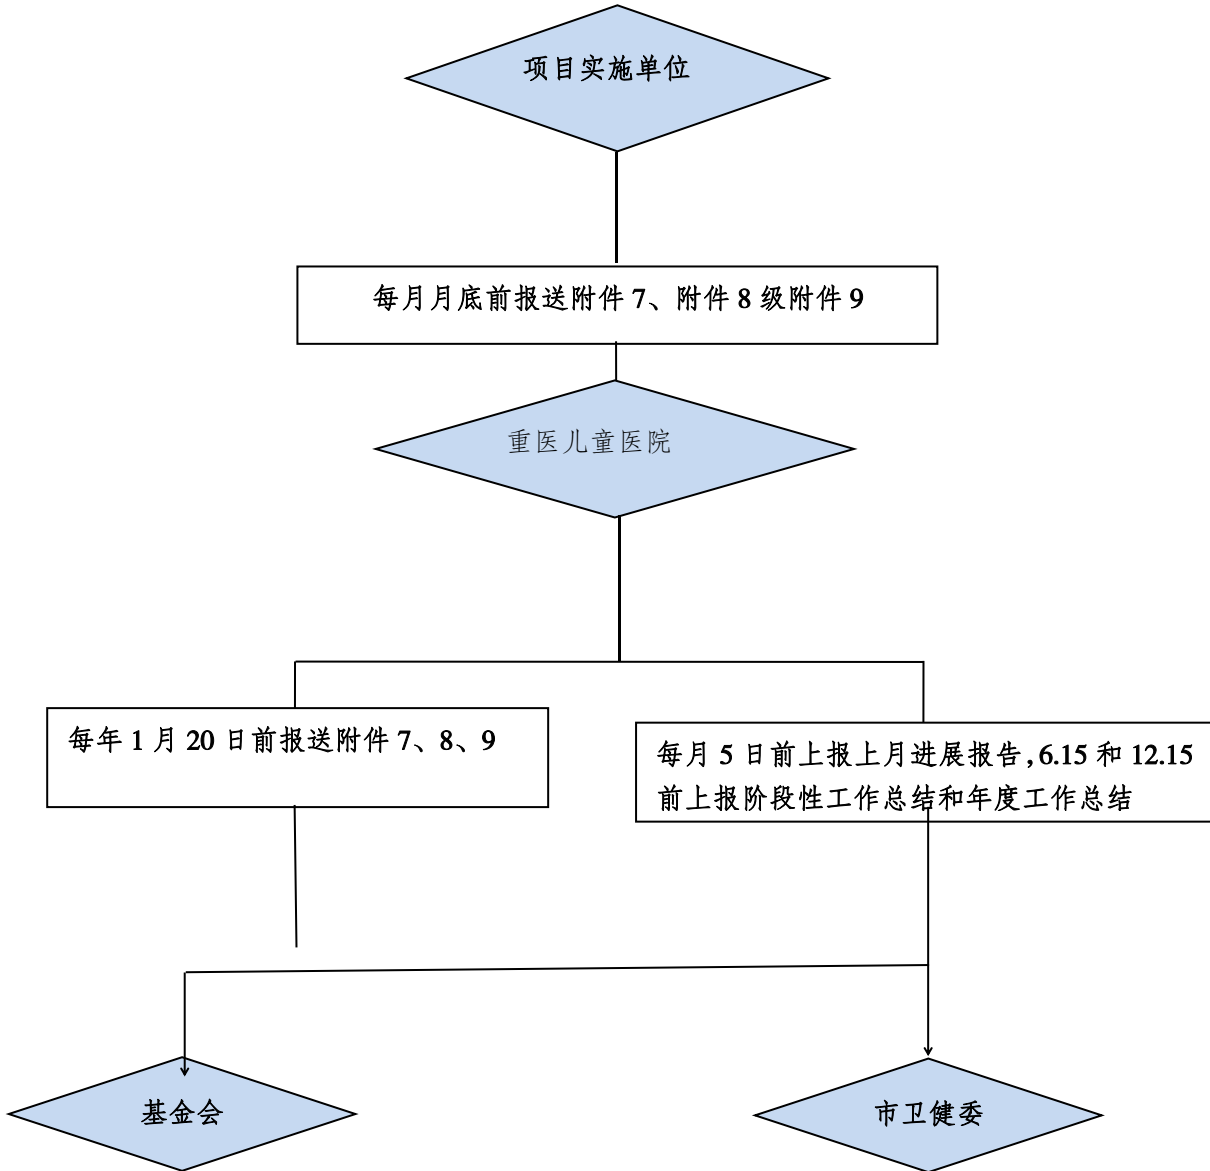 项目实施单位
每月月底前报送附件 7、附件 8 级附件 9
重医儿童医院
每年 1 月 20 日前报送附件 7、8、9
每月 5 日前上报上月进展报告,6.15 和 12.15
前上报阶段性工作总结和年度工作总结
基金会
市卫健委